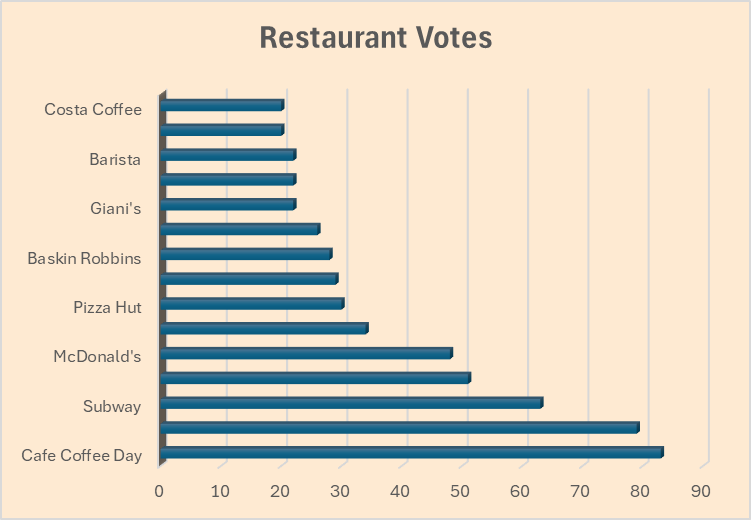 Restaurant Votes
Costa Coffee
Barista
Giani's
Baskin Robbins
Pizza Hut
McDonald's
Subway
Cafe Coffee Day
0 10 20 30 40 50 60 70 80 90